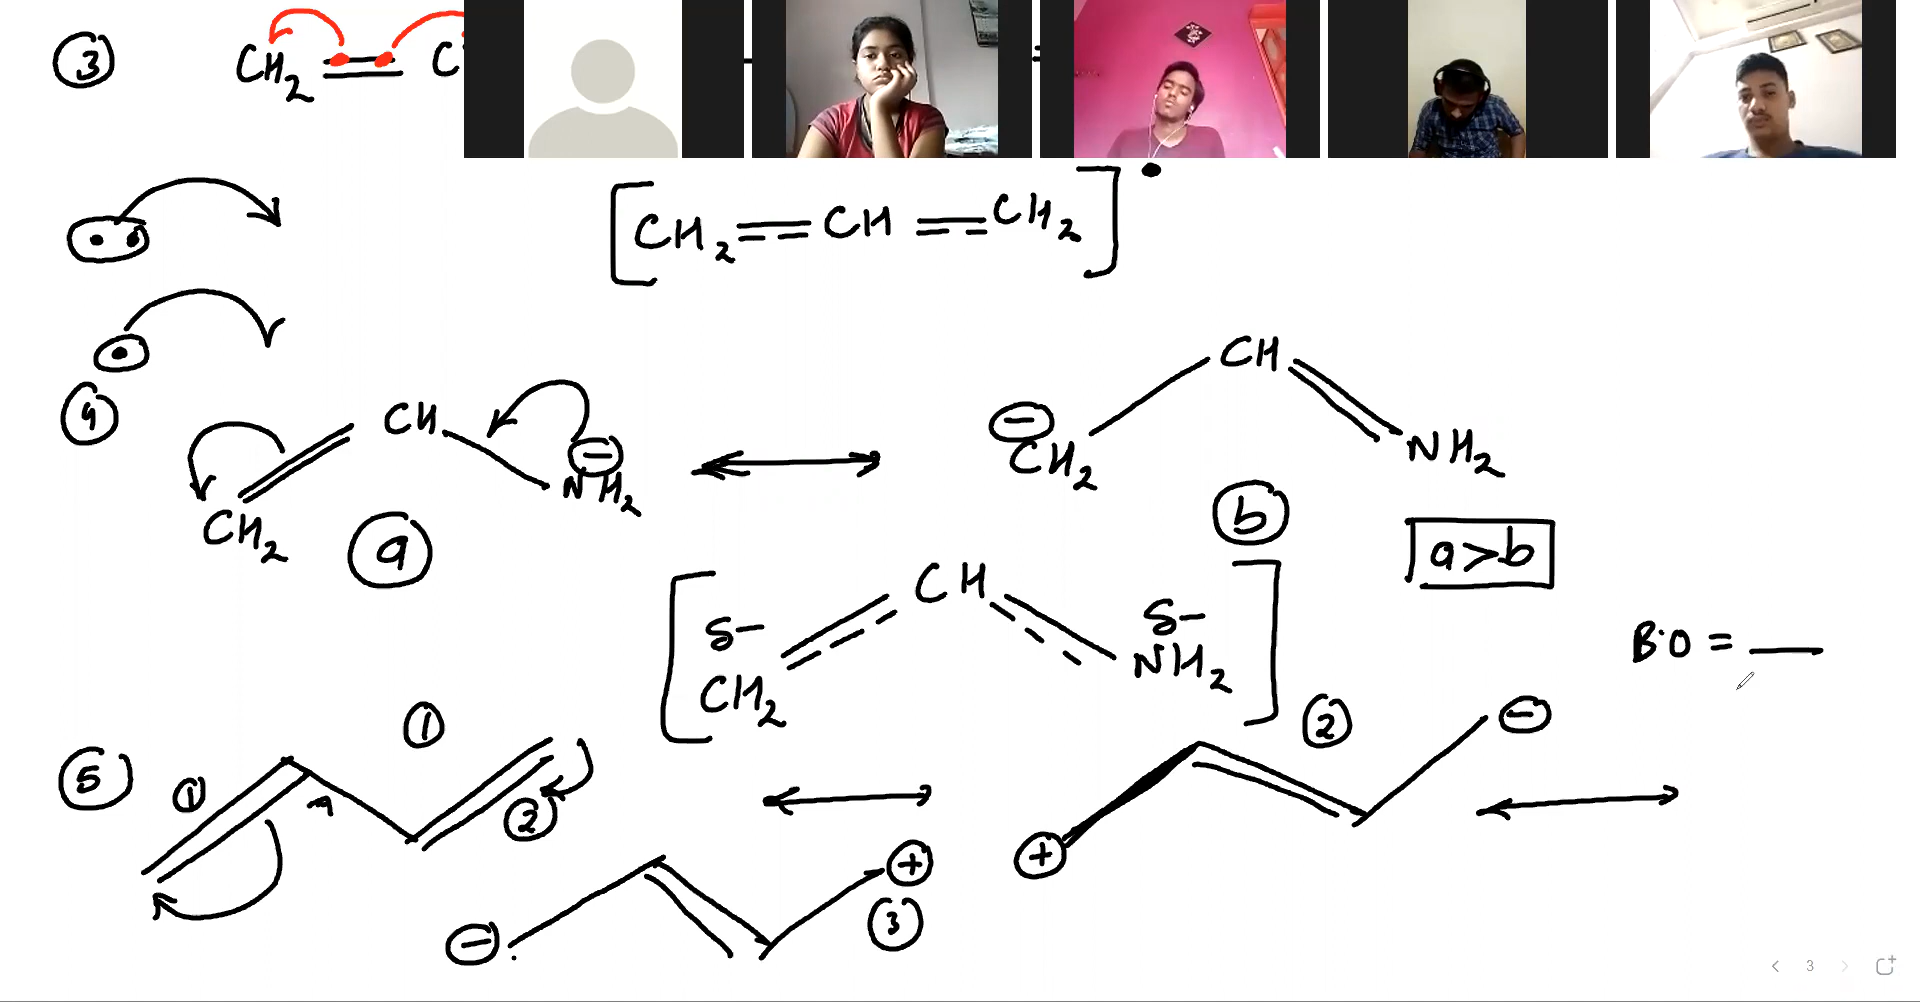 ③ CH₂ = C
[CH₂ == CH == CH₂]•
④ CH₂ = CH - NH₂ ⊖ ↔ ⊖ CH₂ - CH = NH₂
ⓐ ⓑ
a>b
[δ- CH₂ == CH == NH₂ δ-]
B·O = __
⑤ ① ① ② ↔ ⊕ ② ⊖ ↔
⊖ ⊕ ③
3